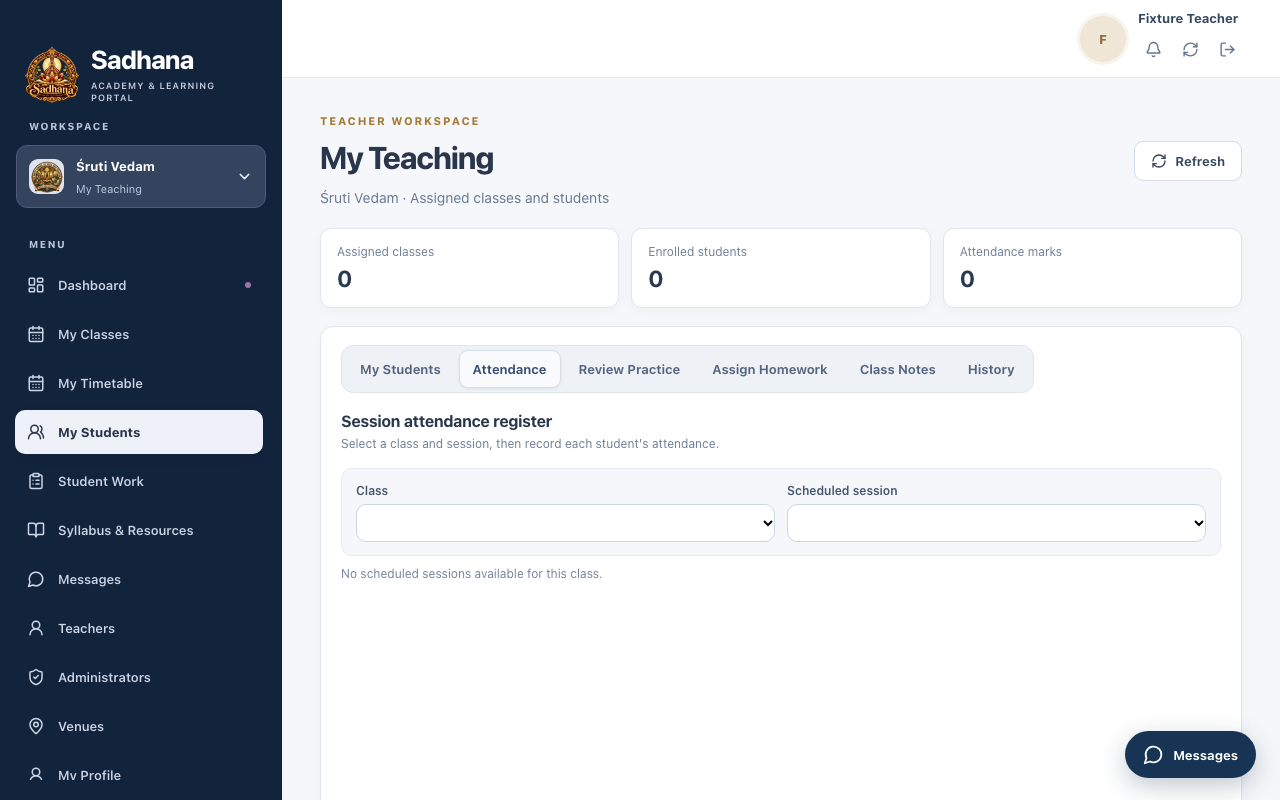 Sadhana
Sadhana
ACADEMY & LEARNING
PORTAL
WORKSPACE
Śruti Vedam
My Teaching
MENU
Dashboard
My Classes
My Timetable
My Students
Student Work
Syllabus & Resources
Messages
Teachers
Administrators
Venues
My Profile
F
Fixture Teacher
TEACHER WORKSPACE
My Teaching
Refresh
Śruti Vedam · Assigned classes and students
Assigned classes
0
Enrolled students
0
Attendance marks
0
My Students Attendance Review Practice Assign Homework Class Notes History
Session attendance register
Select a class and session, then record each student's attendance.
Class
Scheduled session
No scheduled sessions available for this class.
Messages